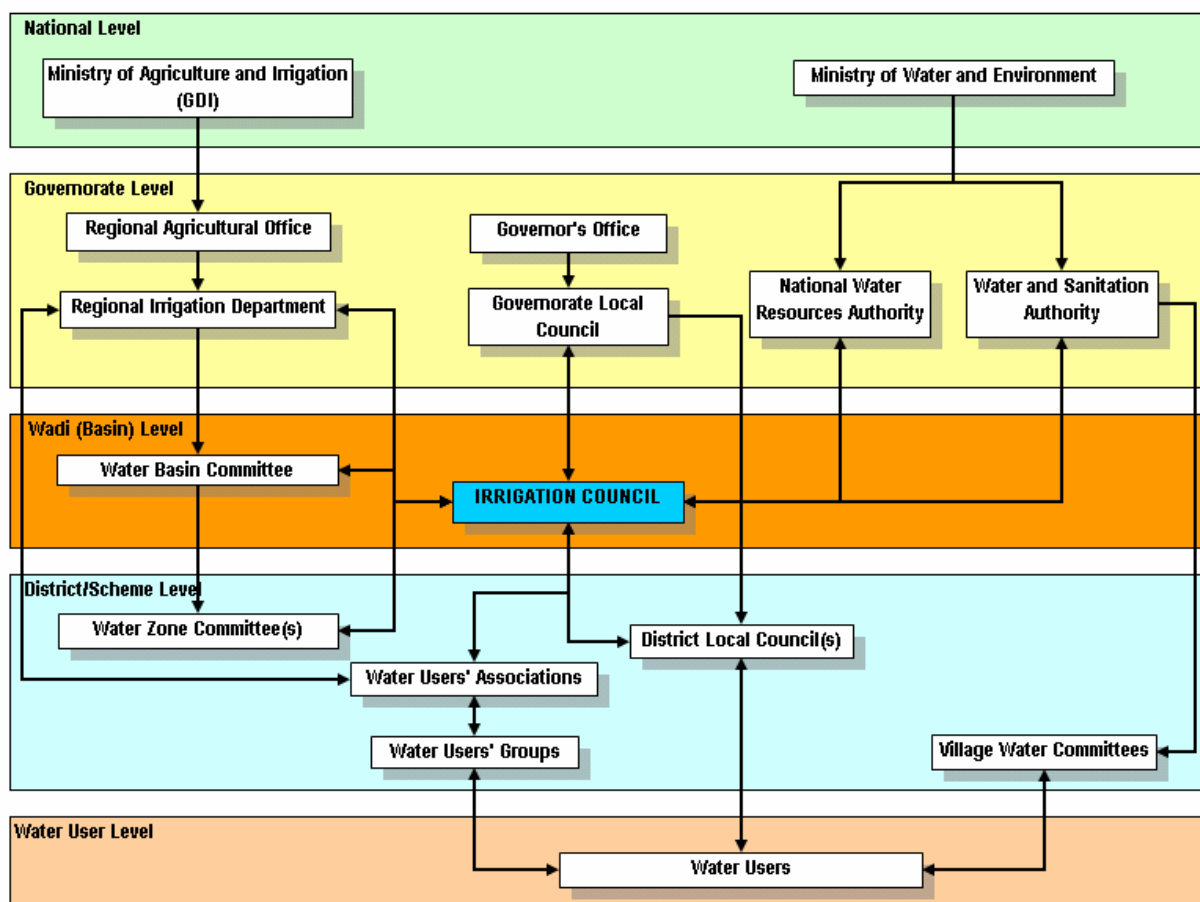 National Level
Ministry of Agriculture and Irrigation
(GDI)
Ministry of Water and Environment
Governorate Level
Regional Agricultural Office
Governor's Office
Regional Irrigation Department
Governorate Local
Council
National Water
Resources Authority
Water and Sanitation
Authority
Wadi (Basin) Level
Water Basin Committee
IRRIGATION COUNCIL
District/Scheme Level
Water Zone Committee(s)
District Local Council(s)
Water Users' Associations
Water Users' Groups
Village Water Committees
Water User Level
Water Users